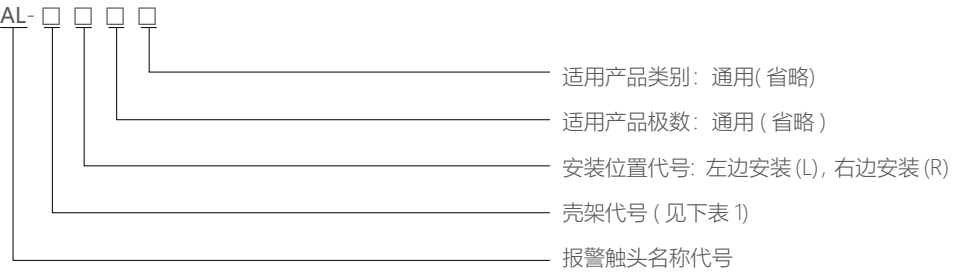 AL-□ □ □ □
适用产品类别：通用( 省略)
适用产品极数：通用 ( 省略 )
安装位置代号: 左边安装 (L) , 右边安装 (R)
壳架代号 ( 见下表 1)
报警触头名称代号